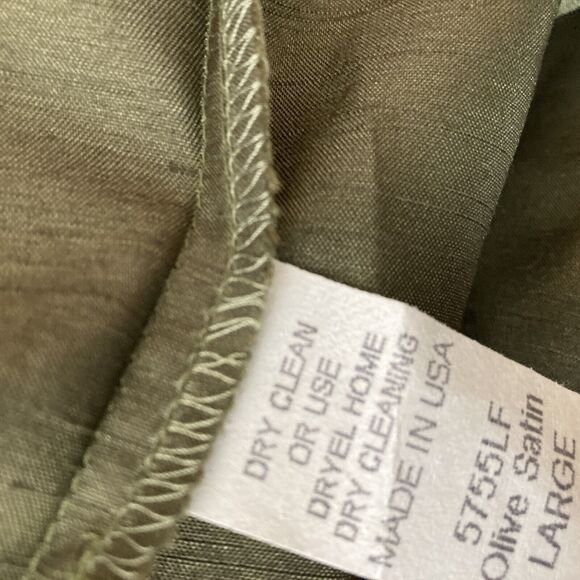 DRY CLEAN
OR USE
DRYEL HOME
DRY CLEANING
MADE IN USA
5755LF
Olive Satin
LARGE